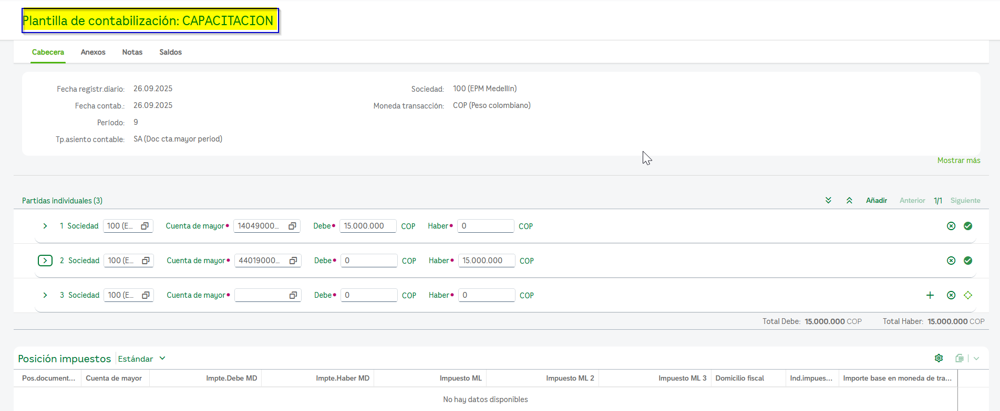 Plantilla de contabilización: CAPACITACION
Cabecera Anexos Notas Saldos
Fecha registr.diario: 26.09.2025 Sociedad: 100 (EPM Medellín)
Fecha contab.: 26.09.2025 Moneda transacción: COP (Peso colombiano)
Período: 9
Tp.asiento contable: SA (Doc cta.mayor period)
Mostrar más
Partidas individuales (3) Añadir Anterior 1/1 Siguiente
1 Sociedad 100 (E... Cuenta de mayor 14049000... Debe 15.000.000 COP Haber 0 COP
2 Sociedad 100 (E... Cuenta de mayor 44019000... Debe 0 COP Haber 15.000.000 COP
3 Sociedad 100 (E... Cuenta de mayor Debe 0 COP Haber 0 COP
Total Debe: 15.000.000 COP Total Haber: 15.000.000 COP
Posición impuestos Estándar
Pos.document... Cuenta de mayor Impte.Debe MD Impte.Haber MD Impuesto ML Impuesto ML 2 Impuesto ML 3 Domicilio fiscal Ind.impues... Importe base en moneda de tra...
No hay datos disponibles